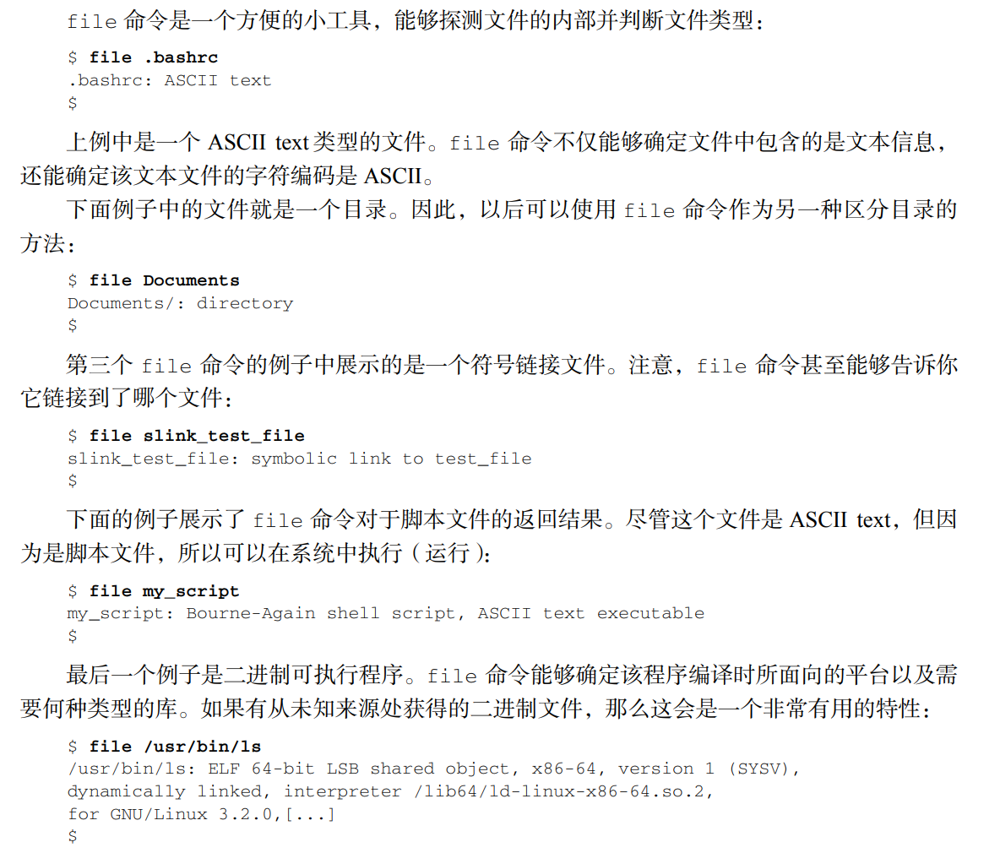 file 命令是一个方便的小工具，能够探测文件的内部并判断文件类型：
$ file .bashrc
.bashrc: ASCII text
$
上例中是一个 ASCII text 类型的文件。file 命令不仅能够确定文件中包含的是文本信息，
还能确定该文本文件的字符编码是 ASCII。
下面例子中的文件就是一个目录。因此，以后可以使用 file 命令作为另一种区分目录的
方法：
$ file Documents
Documents/: directory
$
第三个 file 命令的例子中展示的是一个符号链接文件。注意，file 命令甚至能够告诉你
它链接到了哪个文件：
$ file slink_test_file
slink_test_file: symbolic link to test_file
$
下面的例子展示了 file 命令对于脚本文件的返回结果。尽管这个文件是 ASCII text，但因
为是脚本文件，所以可以在系统中执行（运行）：
$ file my_script
my_script: Bourne-Again shell script, ASCII text executable
$
最后一个例子是二进制可执行程序。file 命令能够确定该程序编译时所面向的平台以及需
要何种类型的库。如果有从未知来源处获得的二进制文件，那么这会是一个非常有用的特性：
$ file /usr/bin/ls
/usr/bin/ls: ELF 64-bit LSB shared object, x86-64, version 1 (SYSV),
dynamically linked, interpreter /lib64/ld-linux-x86-64.so.2,
for GNU/Linux 3.2.0,[...]
$